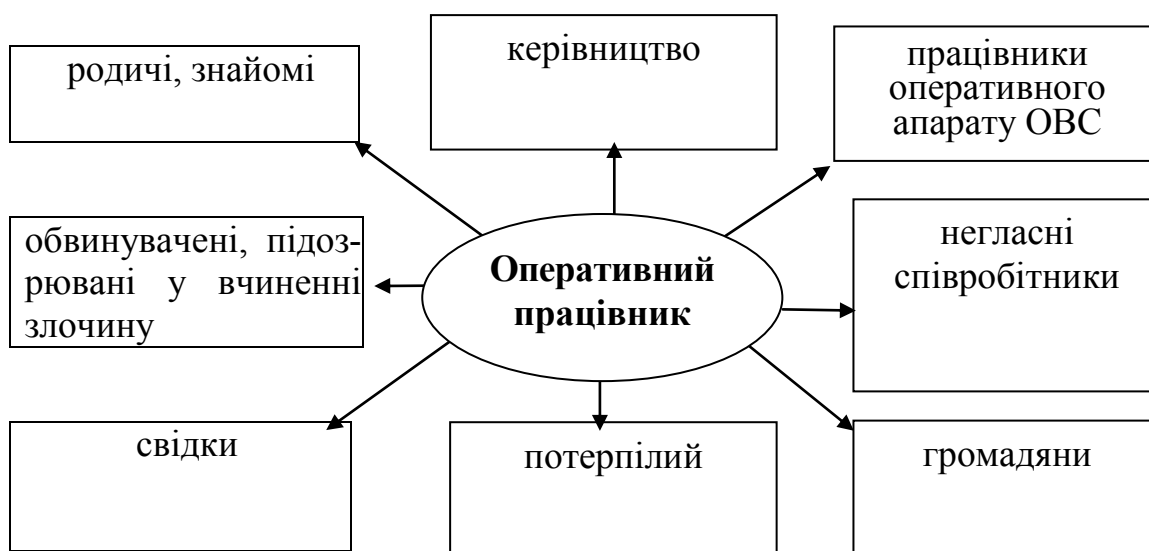 родичі, знайомі
керівництво
працівники
оперативного
апарату ОВС
обвинувачені, підоз-
рювані у вчиненні
злочину
Оперативний
працівник
негласні
співробітники
свідки
потерпілий
громадяни